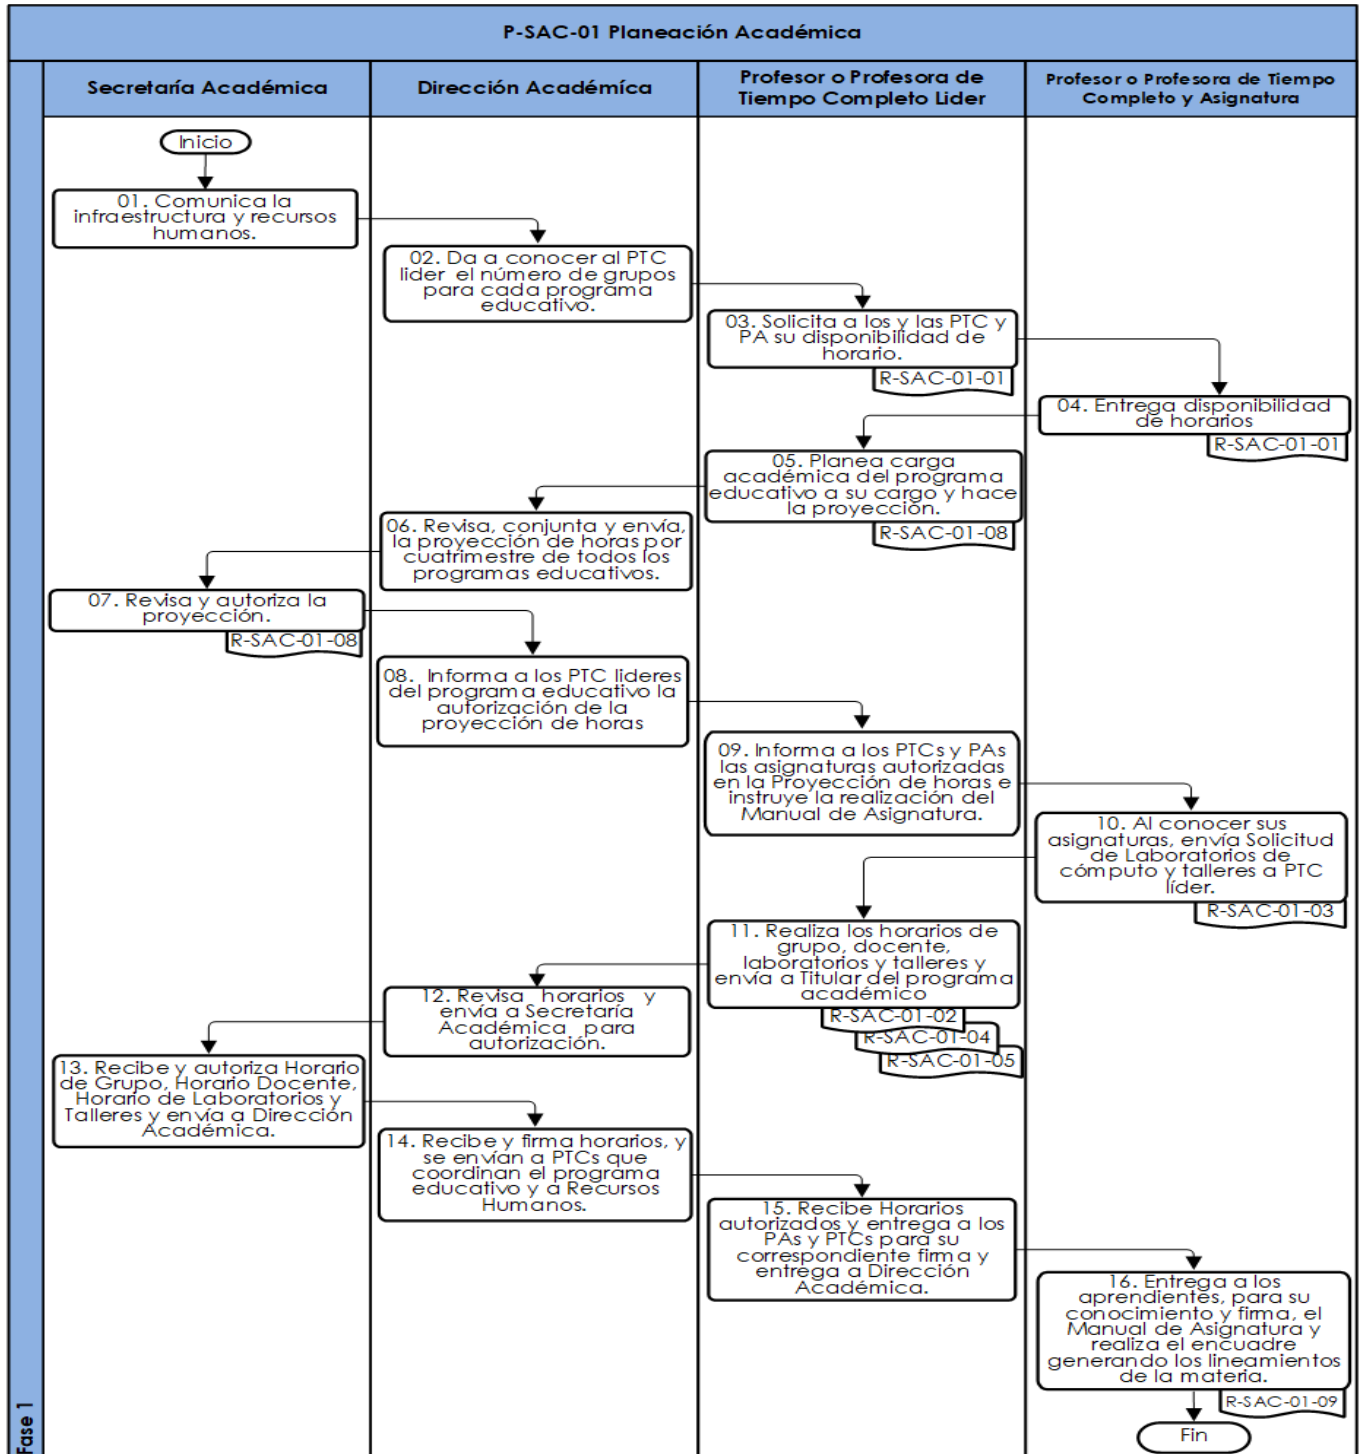 P-SAC-01 Planeación Académica
Secretaría Académica
Dirección Académíca
Profesor o Profesora de
Tiempo Completo Lider
Profesor o Profesora de Tiempo
Completo y Asignatura
Inicio
01. Comunica la
infraestructura y recursos
humanos.
02. Da a conocer al PTC
lider el número de grupos
para cada programa
educativo.
03. Solicita a los y las PTC y
PA su disponibilidad de
horario.
R-SAC-01-01
04. Entrega disponibilidad
de horarios
R-SAC-01-01
05. Planea carga
académica del programa
educativo a su cargo y hace
la proyección.
R-SAC-01-08
06. Revisa, conjunta y envía,
la proyección de horas por
cuatrimestre de todos los
programas educativos.
07. Revisa y autoriza la
proyección.
R-SAC-01-08
08. Informa a los PTC lideres
del programa educativo la
autorización de la
proyección de horas
09. Informa a los PTCs y PAs
las asignaturas autorizadas
en la Proyección de horas e
instruye la realización del
Manual de Asignatura.
10. Al conocer sus
asignaturas, envía Solicitud
de Laboratorios de
cómputo y talleres a PTC
líder.
R-SAC-01-03
11. Realiza los horarios de
grupo, docente,
laboratorios y talleres y
envía a Titular del programa
académico
R-SAC-01-02
R-SAC-01-04
R-SAC-01-05
12. Revisa horarios y
envía a Secretaría
Académica para
autorización.
13. Recibe y autoriza Horario
de Grupo, Horario Docente,
Horario de Laboratorios y
Talleres y envía a Dirección
Académica.
14. Recibe y firma horarios, y
se envían a PTCs que
coordinan el programa
educativo y a Recursos
Humanos.
15. Recibe Horarios
autorizados y entrega a los
PAs y PTCs para su
correspondiente firma y
entrega a Dirección
Académica.
16. Entrega a los
aprendientes, para su
conocimiento y firma, el
Manual de Asignatura y
realiza el encuadre
generando los lineamientos
de la materia.
R-SAC-01-09
Fin
Fase 1